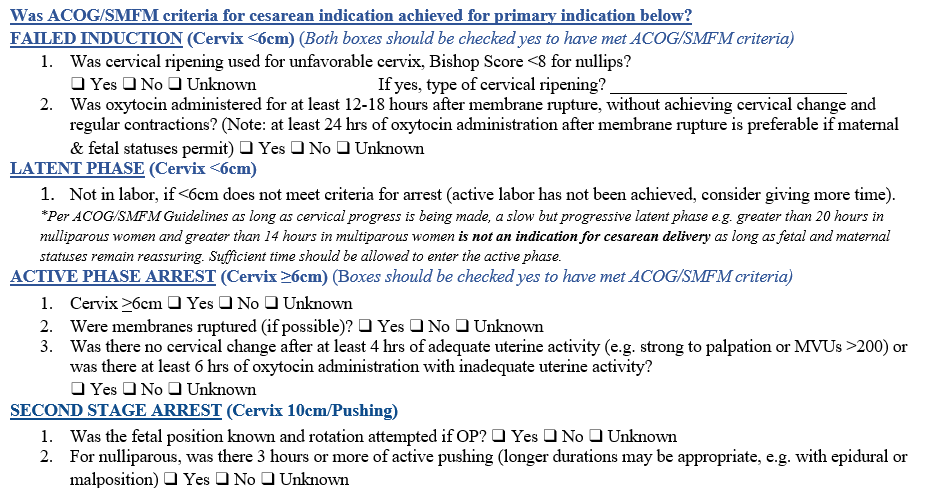 Was ACOG/SMFM criteria for cesarean indication achieved for primary indication below?
FAILED INDUCTION (Cervix <6cm) (Both boxes should be checked yes to have met ACOG/SMFM criteria)
1. Was cervical ripening used for unfavorable cervix, Bishop Score <8 for nullips?
❑ Yes ❑ No ❑ Unknown If yes, type of cervical ripening? ______________________________
2. Was oxytocin administered for at least 12-18 hours after membrane rupture, without achieving cervical change and
regular contractions? (Note: at least 24 hrs of oxytocin administration after membrane rupture is preferable if maternal
& fetal statuses permit) ❑ Yes ❑ No ❑ Unknown
LATENT PHASE (Cervix <6cm)
1. Not in labor, if <6cm does not meet criteria for arrest (active labor has not been achieved, consider giving more time).
*Per ACOG/SMFM Guidelines as long as cervical progress is being made, a slow but progressive latent phase e.g. greater than 20 hours in
nulliparous women and greater than 14 hours in multiparous women is not an indication for cesarean delivery as long as fetal and maternal
statuses remain reassuring. Sufficient time should be allowed to enter the active phase.
ACTIVE PHASE ARREST (Cervix ≥6cm) (Boxes should be checked yes to have met ACOG/SMFM criteria)
1. Cervix ≥6cm ❑ Yes ❑ No ❑ Unknown
2. Were membranes ruptured (if possible)? ❑ Yes ❑ No ❑ Unknown
3. Was there no cervical change after at least 4 hrs of adequate uterine activity (e.g. strong to palpation or MVUs >200) or
was there at least 6 hrs of oxytocin administration with inadequate uterine activity?
❑ Yes ❑ No ❑ Unknown
SECOND STAGE ARREST (Cervix 10cm/Pushing)
1. Was the fetal position known and rotation attempted if OP? ❑ Yes ❑ No ❑ Unknown
2. For nulliparous, was there 3 hours or more of active pushing (longer durations may be appropriate, e.g. with epidural or
malposition) ❑ Yes ❑ No ❑ Unknown